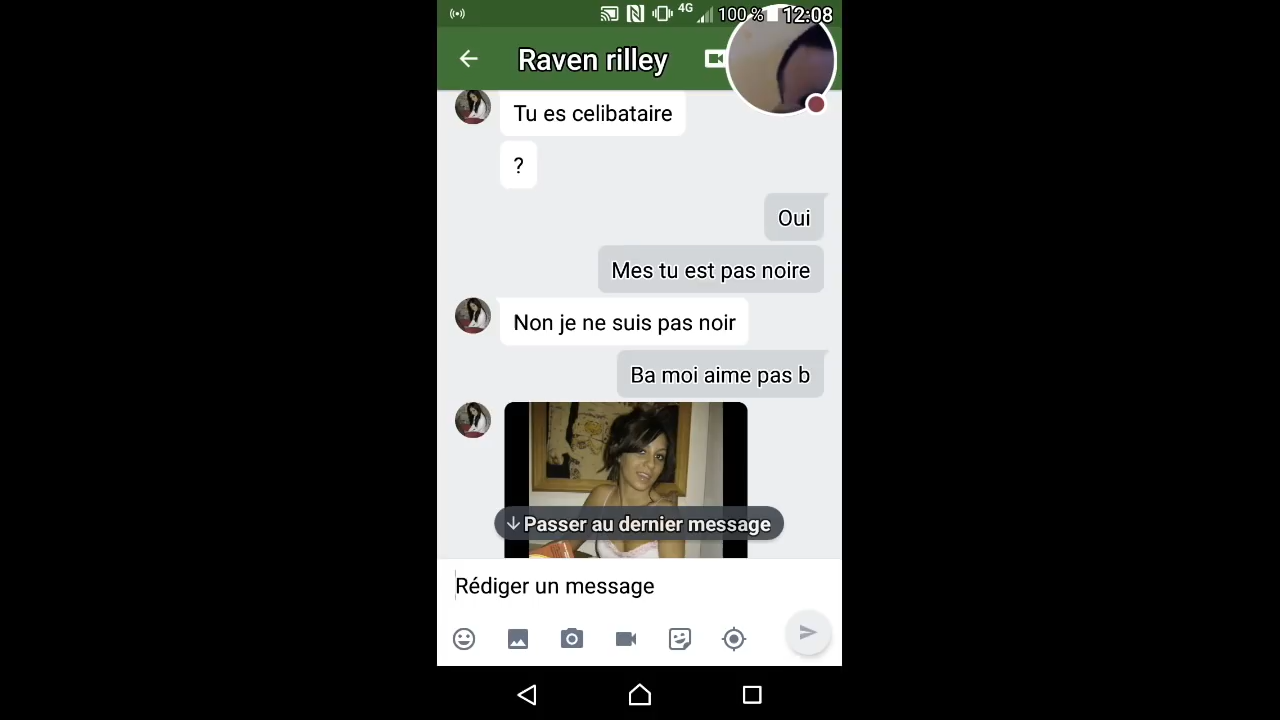 4G 100 % 12:08
Raven rilley
Tu es celibataire
?
Oui
Mes tu est pas noire
Non je ne suis pas noir
Ba moi aime pas b
Passer au dernier message
Rédiger un message